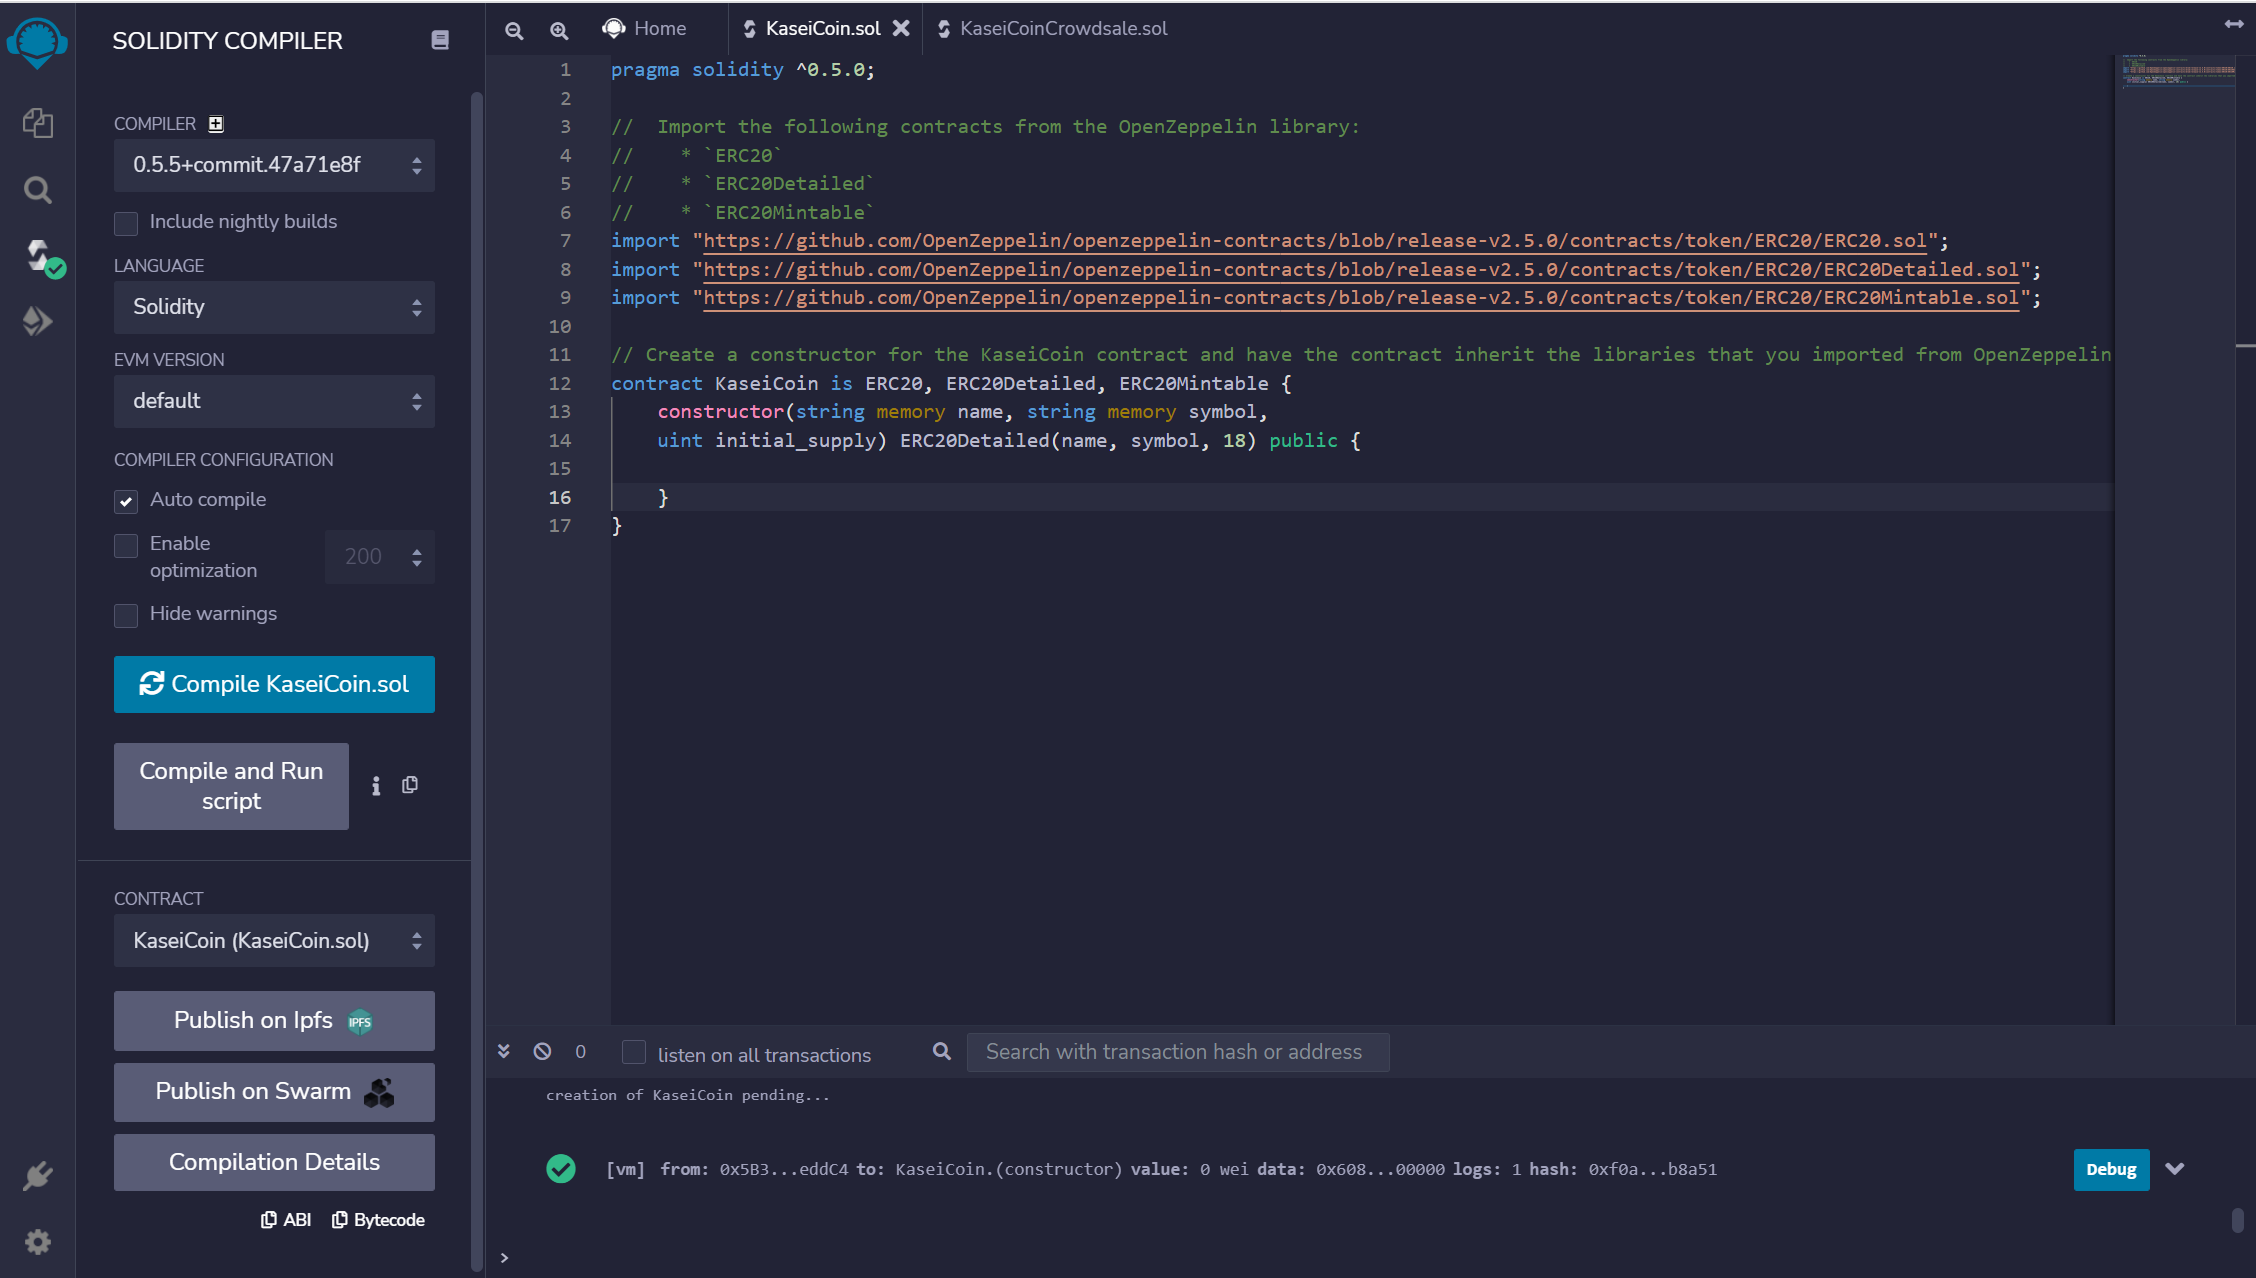 SOLIDITY COMPILER
COMPILER
0.5.5+commit.47a71e8f
Include nightly builds
LANGUAGE
Solidity
EVM VERSION
default
COMPILER CONFIGURATION
Auto compile
Enable optimization
200
Hide warnings
Compile KaseiCoin.sol
Compile and Run script
CONTRACT
KaseiCoin (KaseiCoin.sol)
Publish on Ipfs
IPFS
Publish on Swarm
Compilation Details
ABI Bytecode
Home KaseiCoin.sol KaseiCoinCrowdsale.sol
1 pragma solidity ^0.5.0;
2
3 //  Import the following contracts from the OpenZeppelin library:
4 //    * `ERC20`
5 //    * `ERC20Detailed`
6 //    * `ERC20Mintable`
7 import "https://github.com/OpenZeppelin/openzeppelin-contracts/blob/release-v2.5.0/contracts/token/ERC20/ERC20.sol";
8 import "https://github.com/OpenZeppelin/openzeppelin-contracts/blob/release-v2.5.0/contracts/token/ERC20/ERC20Detailed.sol";
9 import "https://github.com/OpenZeppelin/openzeppelin-contracts/blob/release-v2.5.0/contracts/token/ERC20/ERC20Mintable.sol";
10
11 // Create a constructor for the KaseiCoin contract and have the contract inherit the libraries that you imported from OpenZeppelin
12 contract KaseiCoin is ERC20, ERC20Detailed, ERC20Mintable {
13     constructor(string memory name, string memory symbol,
14     uint initial_supply) ERC20Detailed(name, symbol, 18) public {
15
16     }
17 }
0 listen on all transactions Search with transaction hash or address
creation of KaseiCoin pending...
[vm] from: 0x5B3...eddC4 to: KaseiCoin.(constructor) value: 0 wei data: 0x608...00000 logs: 1 hash: 0xf0a...b8a51
Debug
>